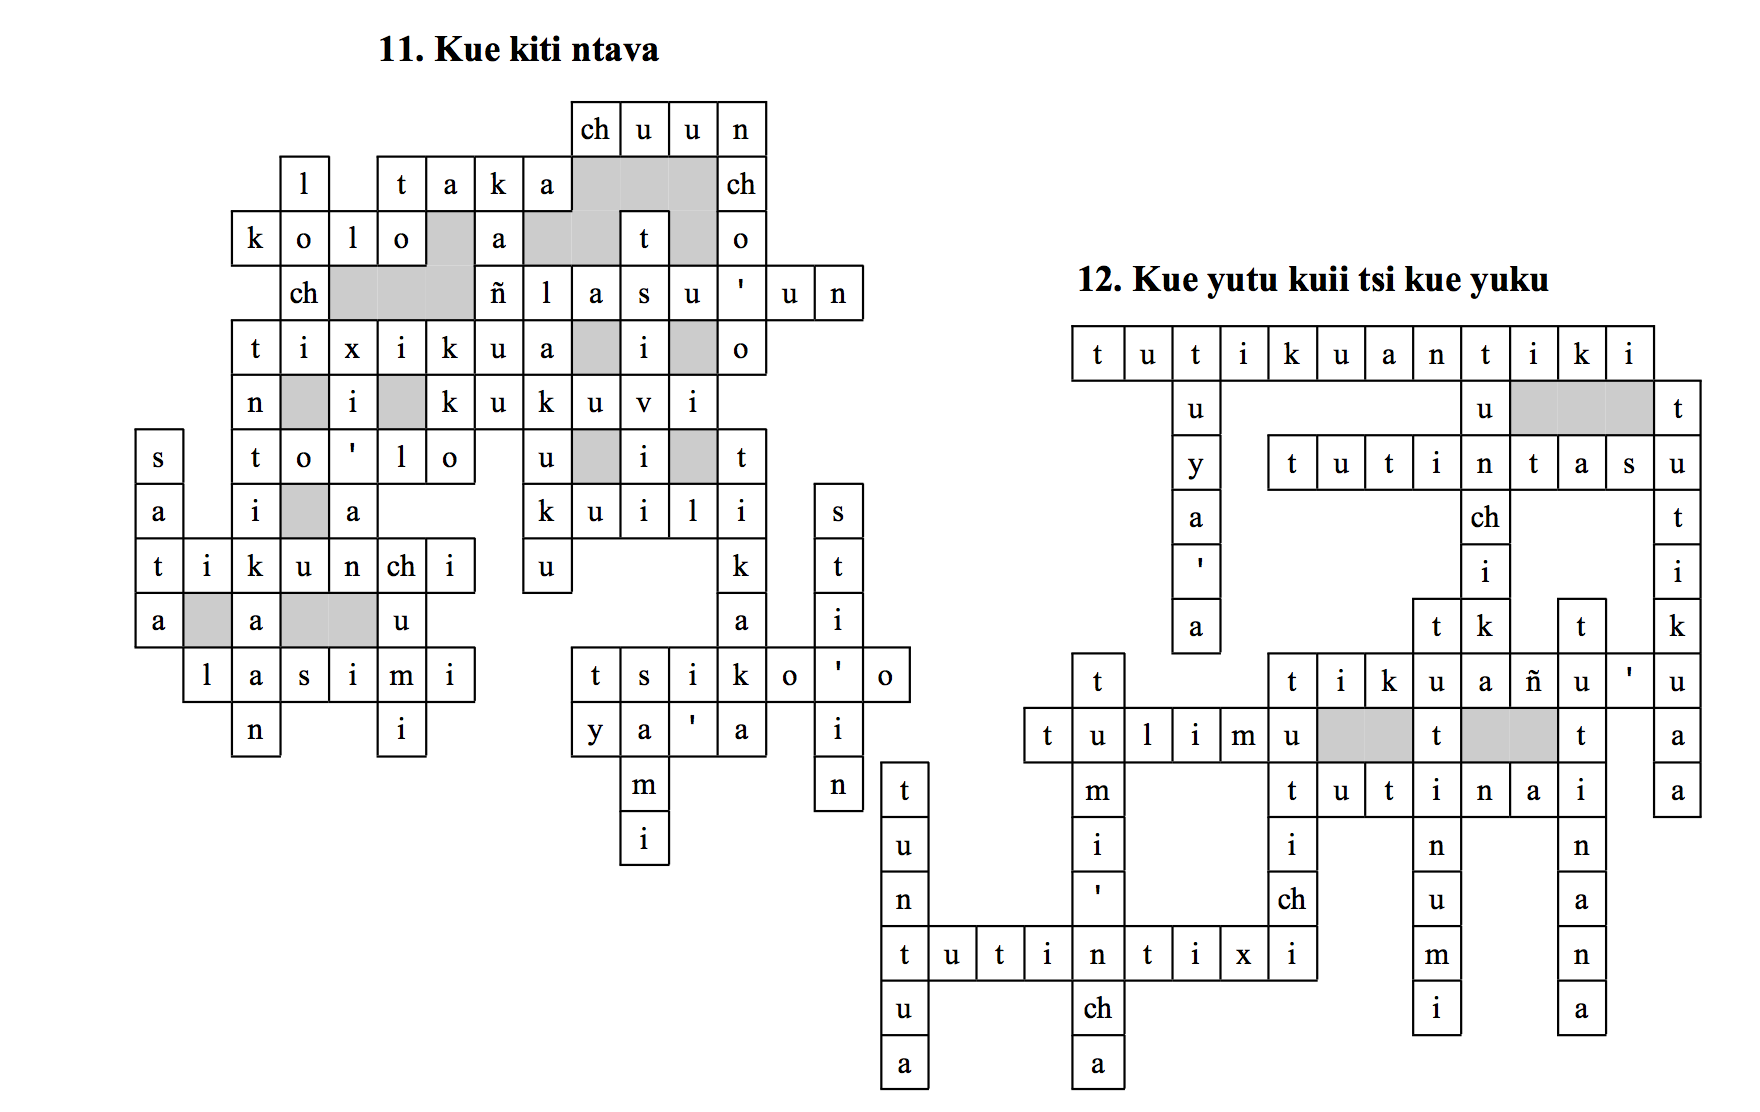 11. Kue kiti ntava
ch u u n
l t a k a ch
k o l o a t o
ch ñ l a s u ' u n
t i x i k u a i o
n i k u k u v i
s t o ' l o u i t
a i a k u i l i s
t i k u n ch i u k t
a a u a i
l a s i m i t s i k o ' o
n i y a ' a i
m n
i
12. Kue yutu kuii tsi kue yuku
t u t i k u a n t i k i
u u t
y t u t i n t a s u
a ch t
' i i
a t k t k
t t i k u a ñ u ' u
t u l i m u t t a
t m t u t i n a i a
u i i n n
n ' ch u a
t u t i n t i x i m n
u ch i a
a a